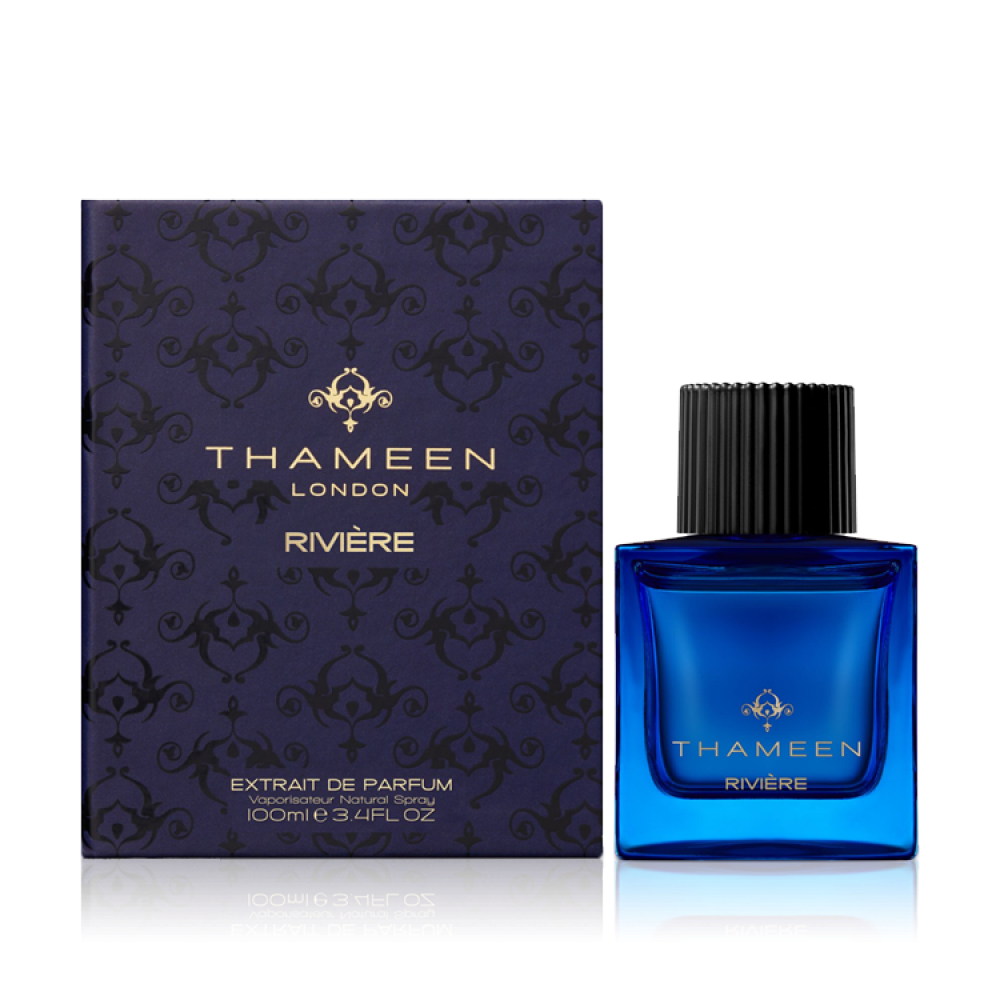 THAMEEN
LONDON
RIVIÈRE
EXTRAIT DE PARFUM
Vaporisateur Natural Spray
100ml e 3.4FL OZ
THAMEEN
RIVIÈRE